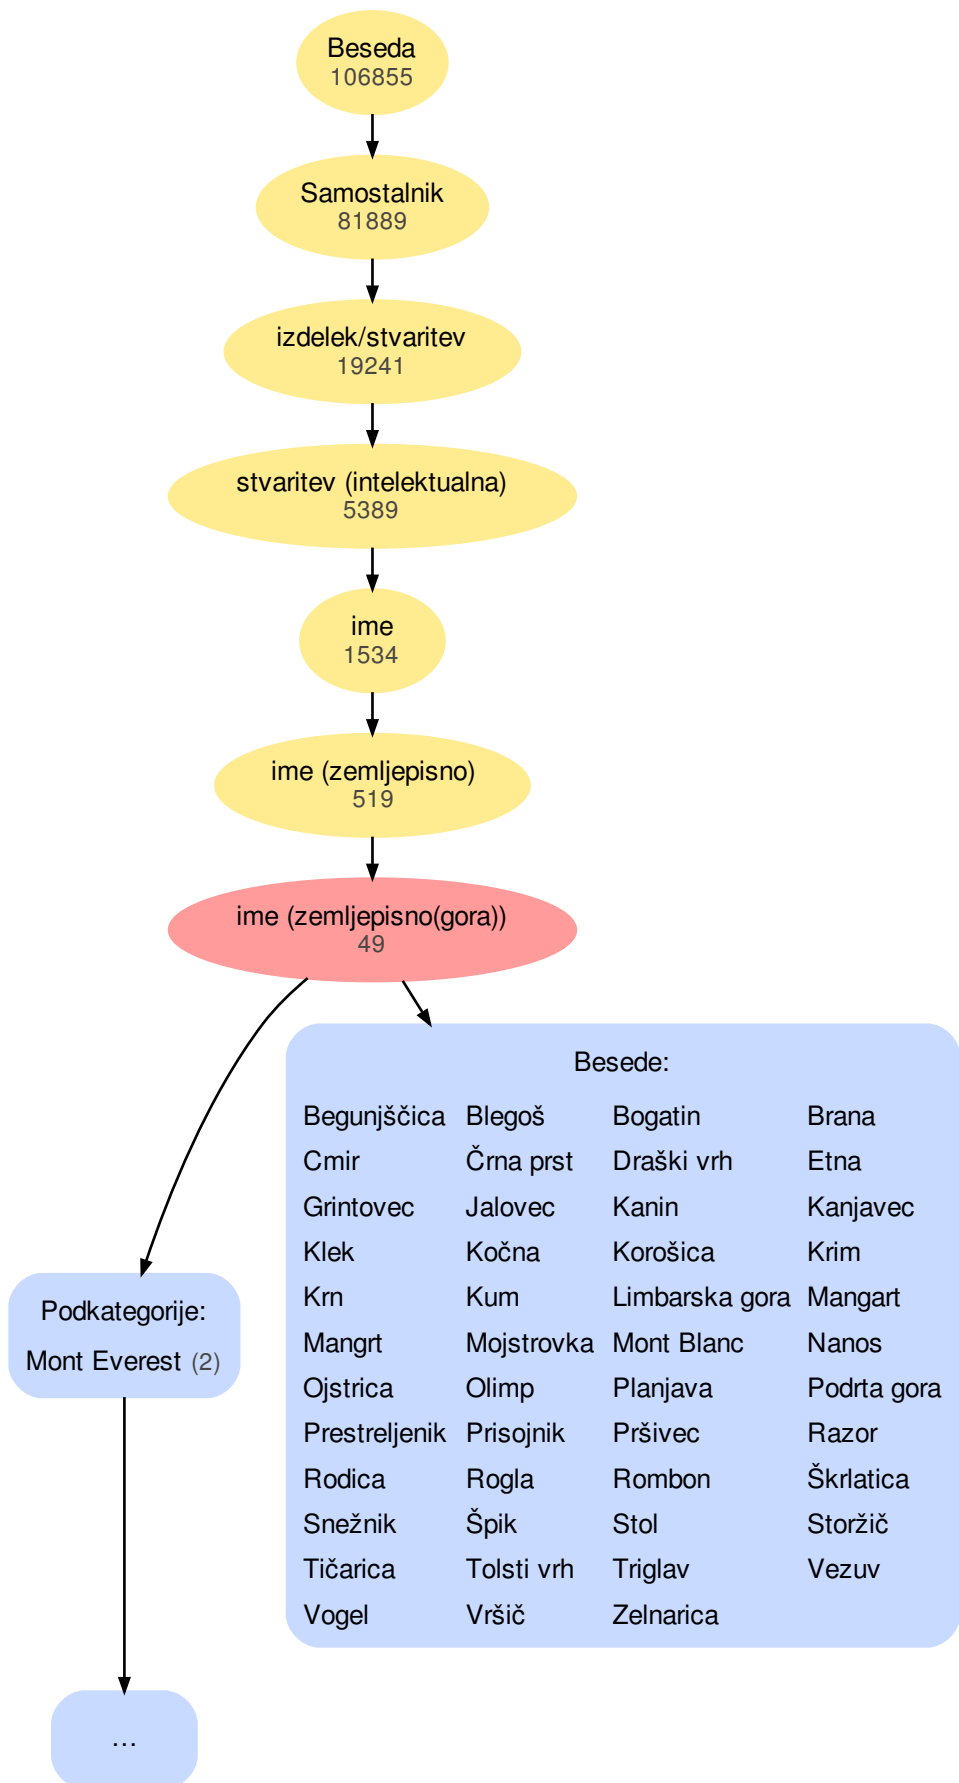 Beseda
106855
Samostalnik
81889
izdelek/stvaritev
19241
stvaritev (intelektualna)
5389
ime
1534
ime (zemljepisno)
519
ime (zemljepisno(gora))
49
Besede:
Begunjščica Blegoš Bogatin Brana
Cmir Črna prst Draški vrh Etna
Grintovec Jalovec Kanin Kanjavec
Klek Kočna Korošica Krim
Krn Kum Limbarska gora Mangart
Mangrt Mojstrovka Mont Blanc Nanos
Ojstrica Olimp Planjava Podrta gora
Prestreljenik Prisojnik Pršivec Razor
Rodica Rogla Rombon Škrlatica
Snežnik Špik Stol Storžič
Tičarica Tolsti vrh Triglav Vezuv
Vogel Vršič Zelnarica
Podkategorije:
Mont Everest (2)
...